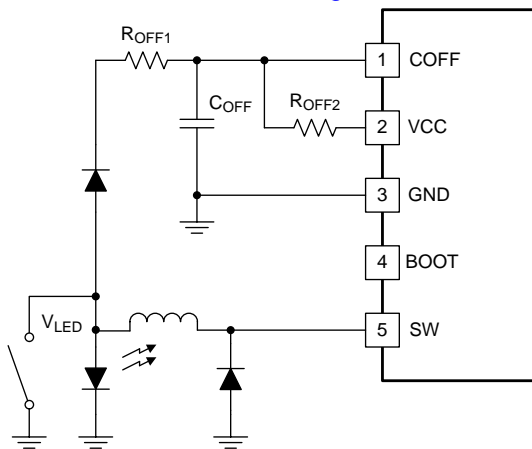 ROFF1
1 COFF
COFF
ROFF2
2 VCC
3 GND
4 BOOT
VLED
5 SW